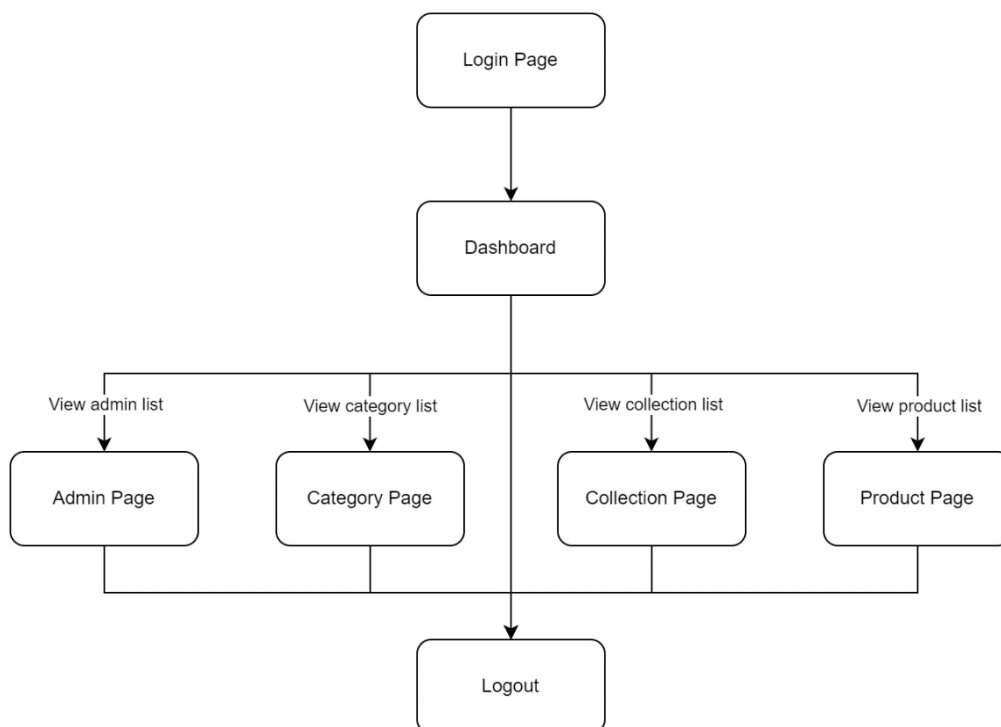 Login Page
Dashboard
View admin list
View category list
View collection list
View product list
Admin Page
Category Page
Collection Page
Product Page
Logout